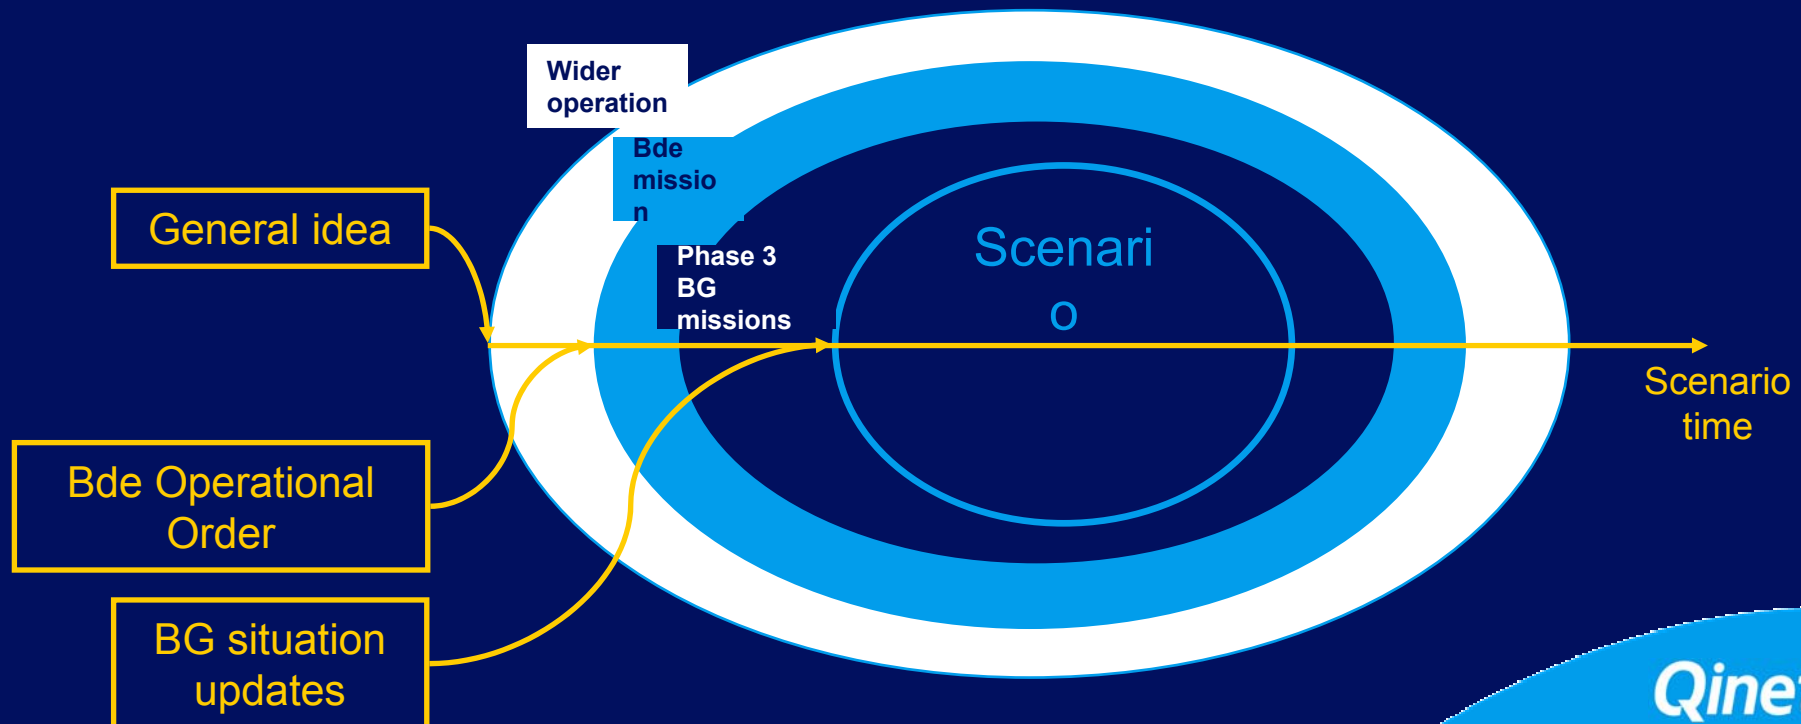 Wider
operation
Bde
missio
n
General idea
Phase 3
BG
missions
Scenari
o
Scenario
time
Bde Operational
Order
BG situation
updates